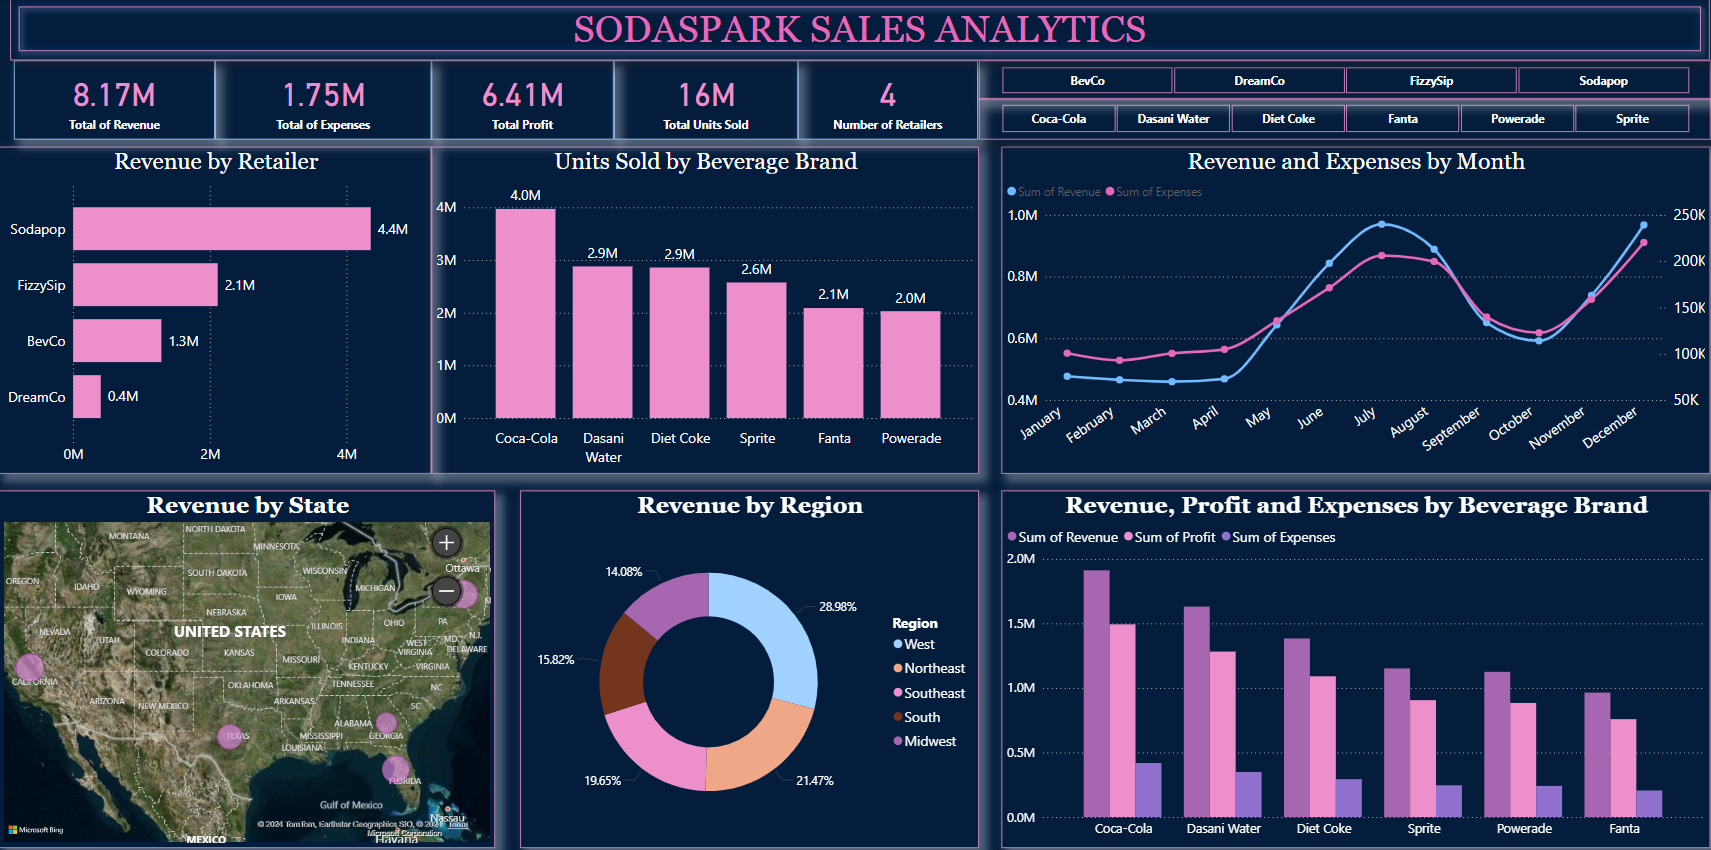 SODASPARK SALES ANALYTICS
8.17M
Total of Revenue
1.75M
Total of Expenses
6.41M
Total Profit
16M
Total Units Sold
4
Number of Retailers
BevCo
DreamCo
FizzySip
Sodapop
Coca-Cola
Dasani Water
Diet Coke
Fanta
Powerade
Sprite
Revenue by Retailer
Sodapop
4.4M
FizzySip
2.1M
BevCo
1.3M
DreamCo
0.4M
0M
2M
4M
Units Sold by Beverage Brand
4M
3M
2M
1M
0M
4.0M
2.9M
2.9M
2.6M
2.1M
2.0M
Coca-Cola
Dasani
Water
Diet Coke
Sprite
Fanta
Powerade
Revenue and Expenses by Month
Sum of Revenue
Sum of Expenses
1.0M
0.8M
0.6M
0.4M
250K
200K
150K
100K
50K
January
February
March
April
May
June
July
August
September
October
November
December
Revenue by State
NORTH DAKOTA
MONTANA
MINNESOTA
Ottawa
OREGON
IDAHO
SOUTH DAKOTA
WISCONSIN
MICHIGAN
WYOMING
IOWA
NEBRASKA
NEVADA
UTAH
UNITED STATES
ILLINOIS
INDIANA
OHIO
PA
N.J.
MD.
DELAWARE
COLORADO
KANSAS
MISSOURI
KENTUCKY
WEST
VIRGINIA
VIRGINIA
CALIFORNIA
ARIZONA
NEW MEXICO
OKLAHOMA
ARKANSAS
TENNESSEE
NC
SC
TEXAS
LOUISIANA
MISSISSIPPI
ALABAMA
GEORGIA
FLORIDA
Gulf of Mexico
Nassau
MEXICO
Havana
Microsoft Bing
© 2024 TomTom, Earthstar Geographics SIO, © 2024
Microsoft Corporation
Terms
Revenue by Region
14.08%
28.98%
15.82%
19.65%
21.47%
Region
West
Northeast
Southeast
South
Midwest
Revenue, Profit and Expenses by Beverage Brand
Sum of Revenue
Sum of Profit
Sum of Expenses
2.0M
1.5M
1.0M
0.5M
0.0M
Coca-Cola
Dasani Water
Diet Coke
Sprite
Powerade
Fanta